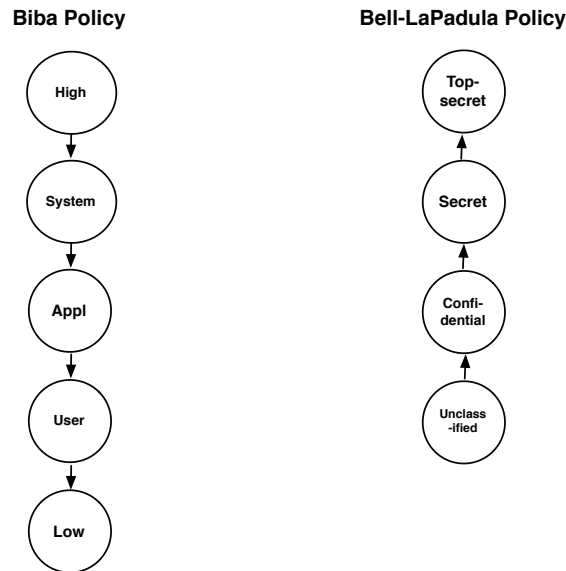 Biba Policy
High
System
Appl
User
Low
Bell-LaPadula Policy
Top-
secret
Secret
Confi-
dential
Unclass
-ified